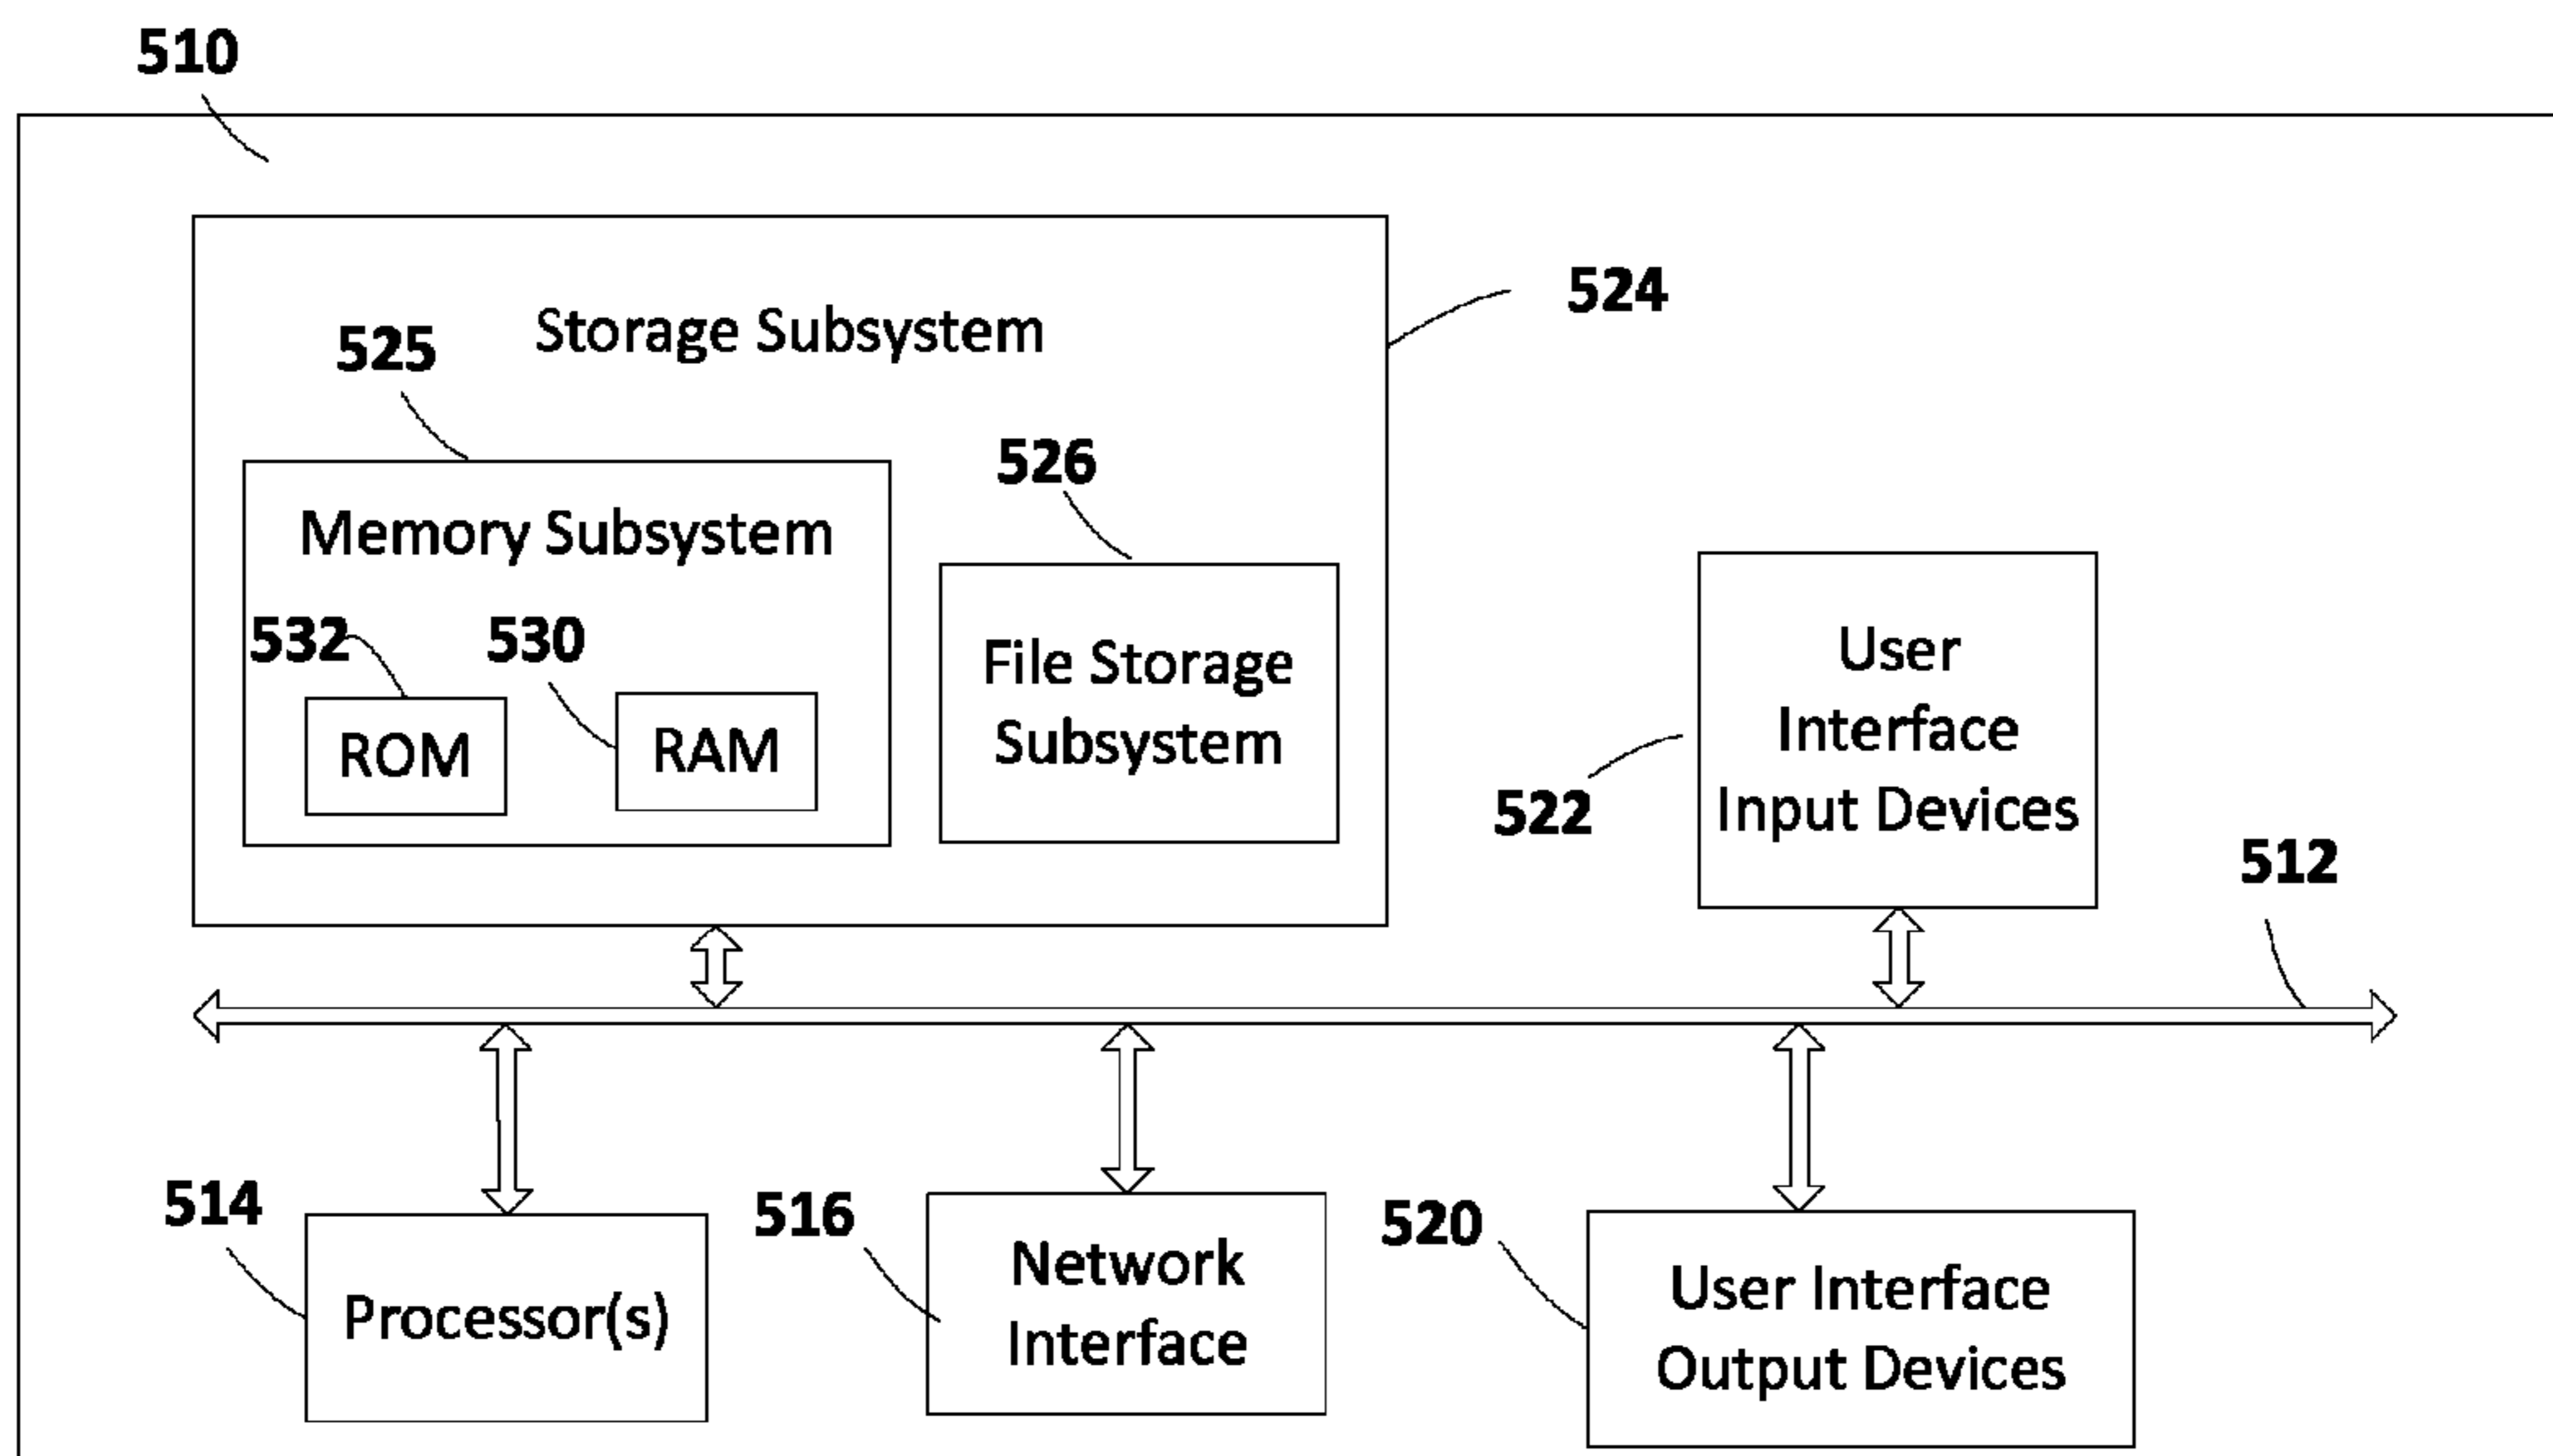 510
Storage Subsystem
524
525
526
Memory Subsystem
532
530
ROM
RAM
File Storage
Subsystem
User
Interface
Input Devices
522
512
514
Processor(s)
516
Network
Interface
520
User Interface
Output Devices